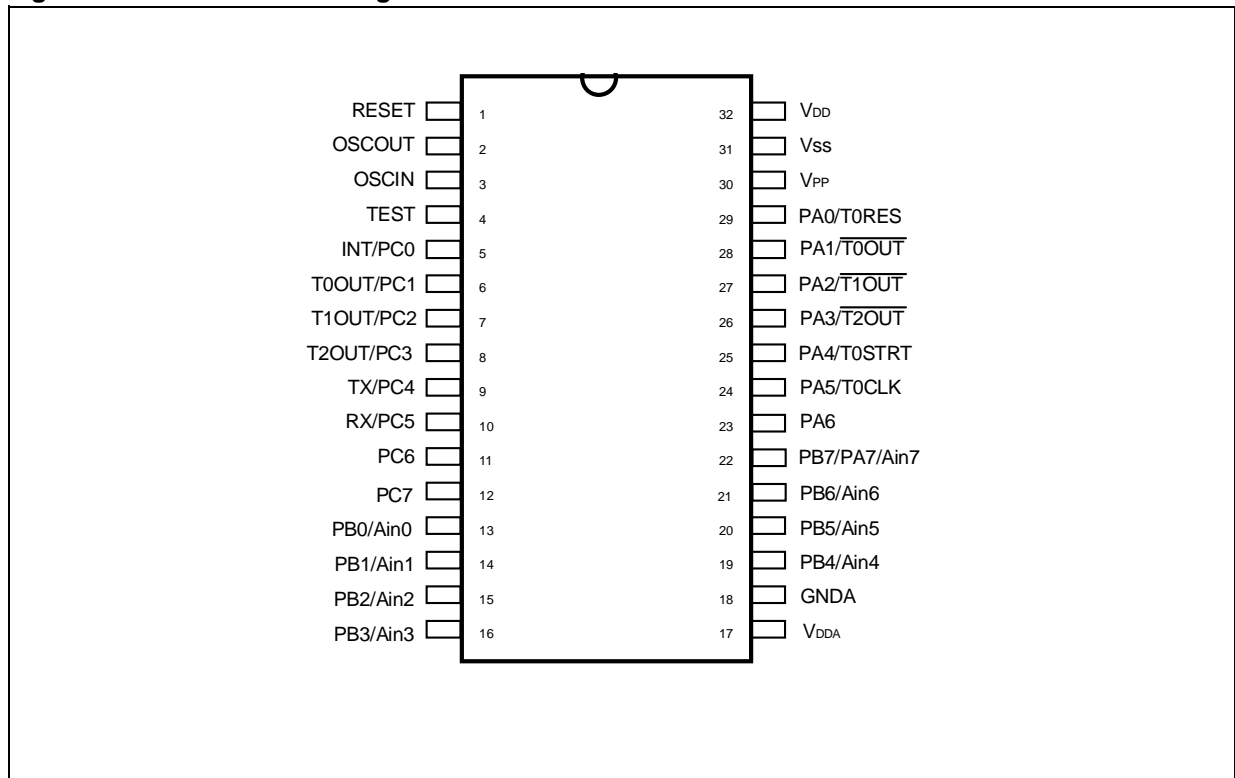 RESET 1
OSCOUT 2
OSCIN 3
TEST 4
INT/PC0 5
T0OUT/PC1 6
T1OUT/PC2 7
T2OUT/PC3 8
TX/PC4 9
RX/PC5 10
PC6 11
PC7 12
PB0/Ain0 13
PB1/Ain1 14
PB2/Ain2 15
PB3/Ain3 16
32 VDD
31 Vss
30 VPP
29 PA0/T0RES
28 PA1/T̅0̅O̅U̅T̅
27 PA2/T̅1̅O̅U̅T̅
26 PA3/T̅2̅O̅U̅T̅
25 PA4/T0STRT
24 PA5/T0CLK
23 PA6
22 PB7/PA7/Ain7
21 PB6/Ain6
20 PB5/Ain5
19 PB4/Ain4
18 GNDA
17 VDDA